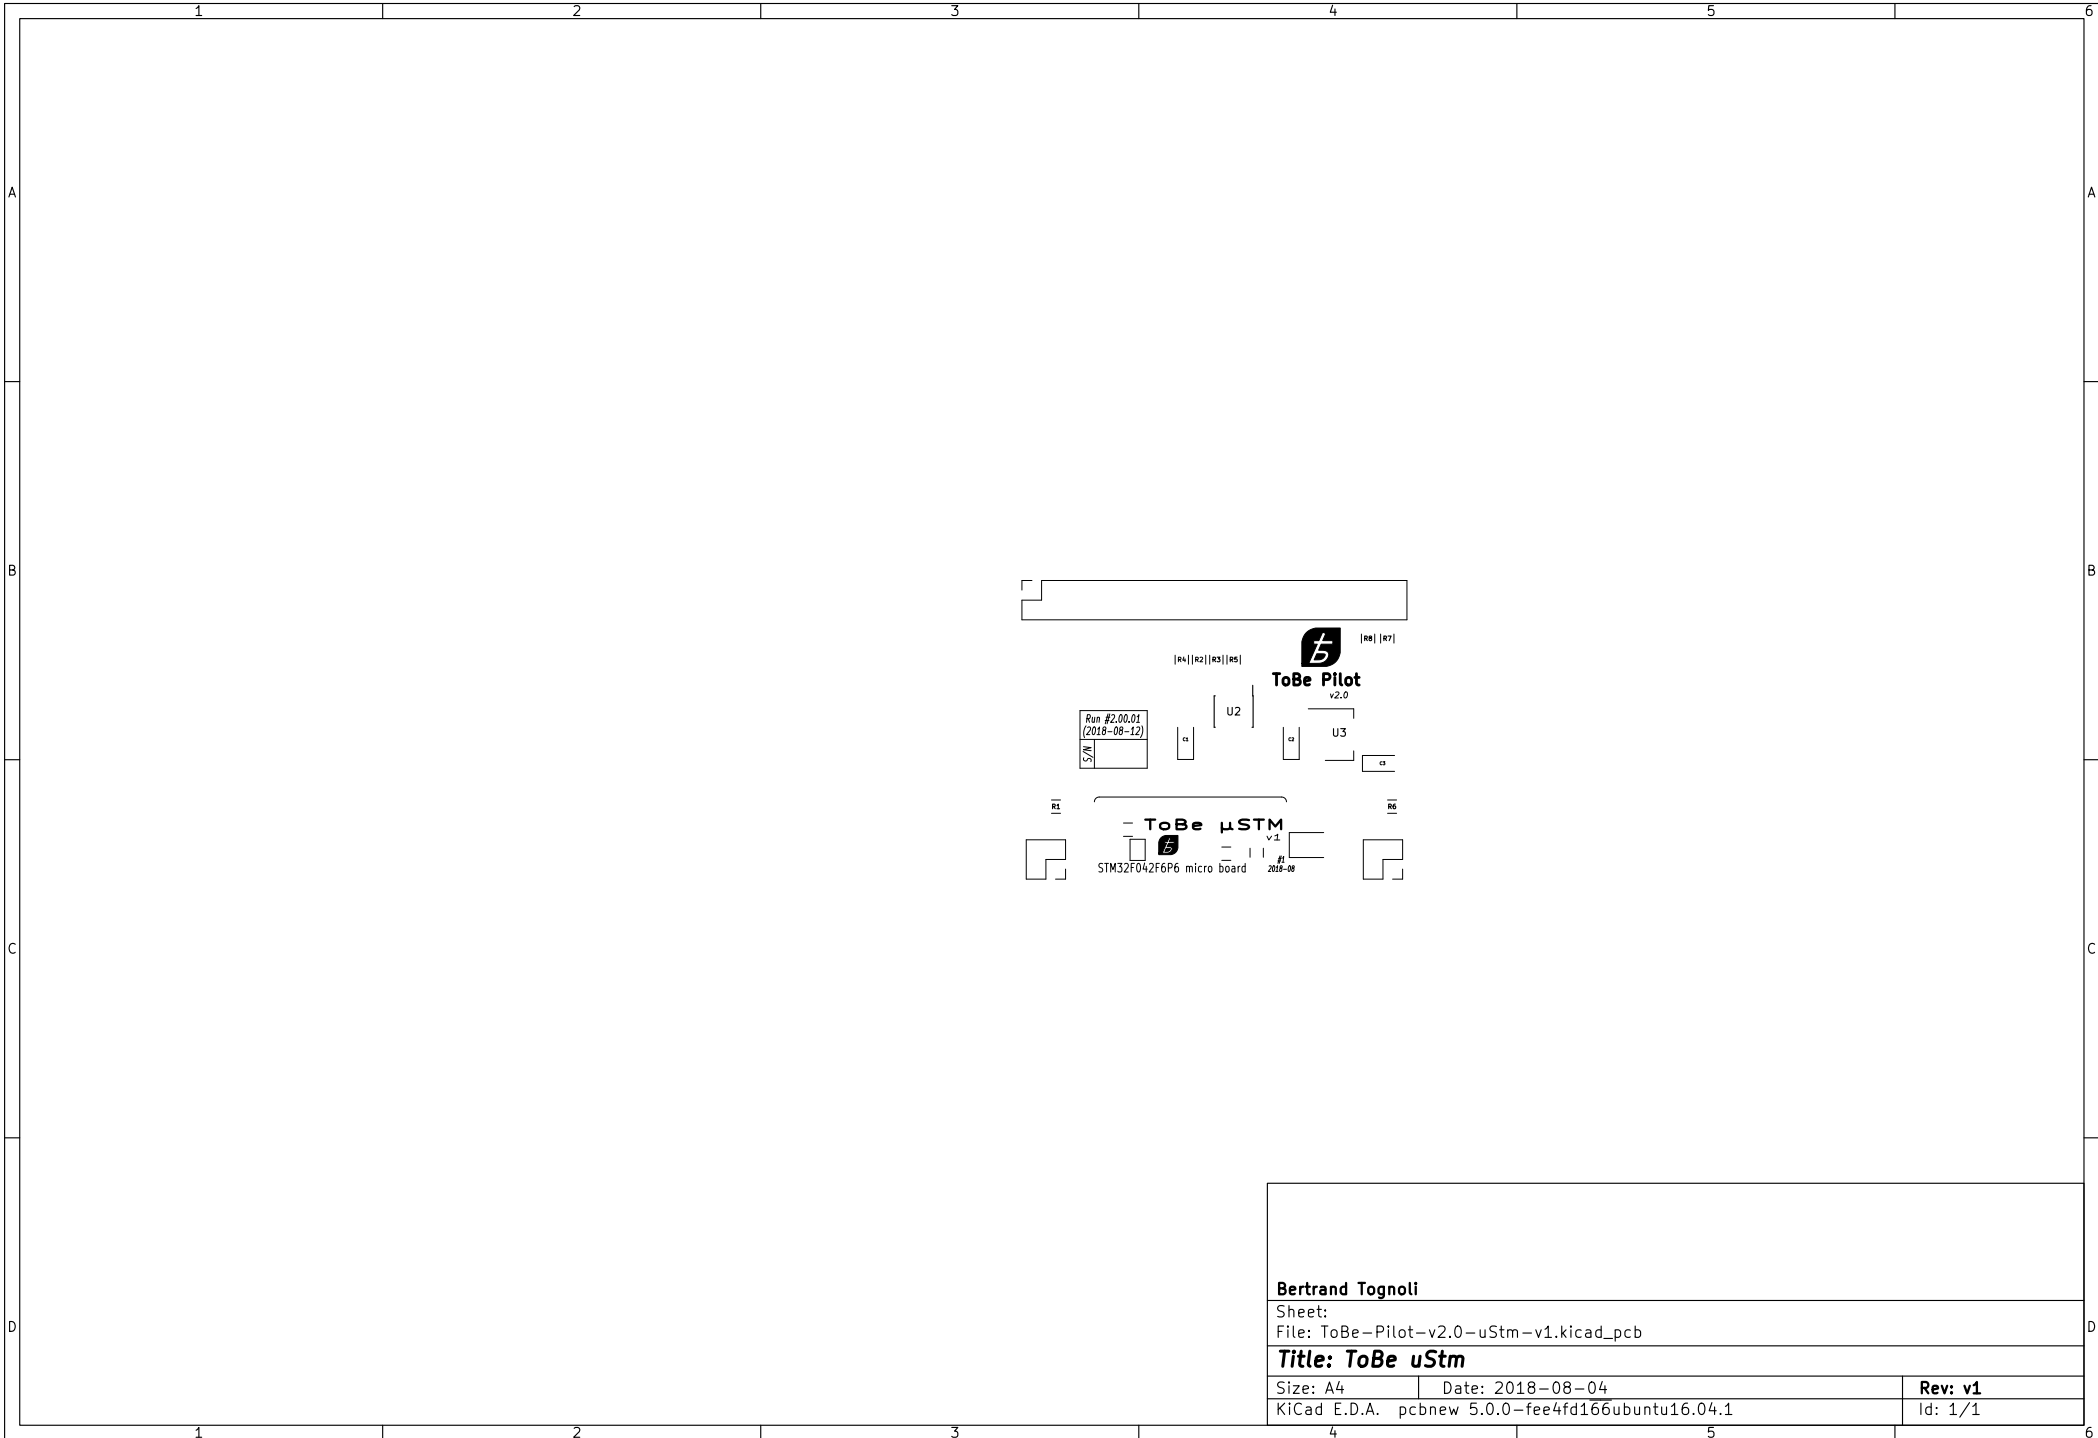 1 2 3 4 5 6
A A
B B
|R8| |R7|
|R4||R2||R3||R5|
ToBe Pilot
v2.0
U2
Run #2.00.01
(2018-08-12)
S/N
C1
C2
U3
C3
R1
R6
ToBe µSTM
v1
#1
STM32F042F6P6 micro board
2018-08
C C
Bertrand Tognoli
Sheet:
File: ToBe-Pilot-v2.0-uStm-v1.kicad_pcb
D D
Title: ToBe uStm
Size: A4 Date: 2018-08-04 Rev: v1
KiCad E.D.A. pcbnew 5.0.0-fee4fd166ubuntu16.04.1 Id: 1/1
1 2 3 4 5 6